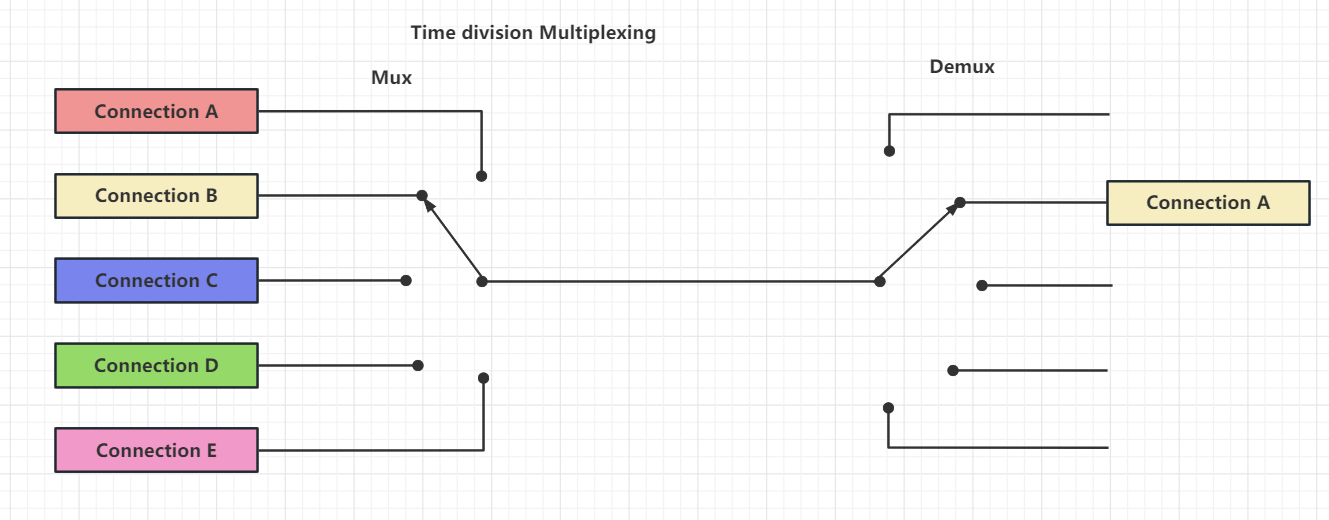 Time division Multiplexing
Mux
Demux
Connection A
Connection B
Connection A
Connection C
Connection D
Connection E